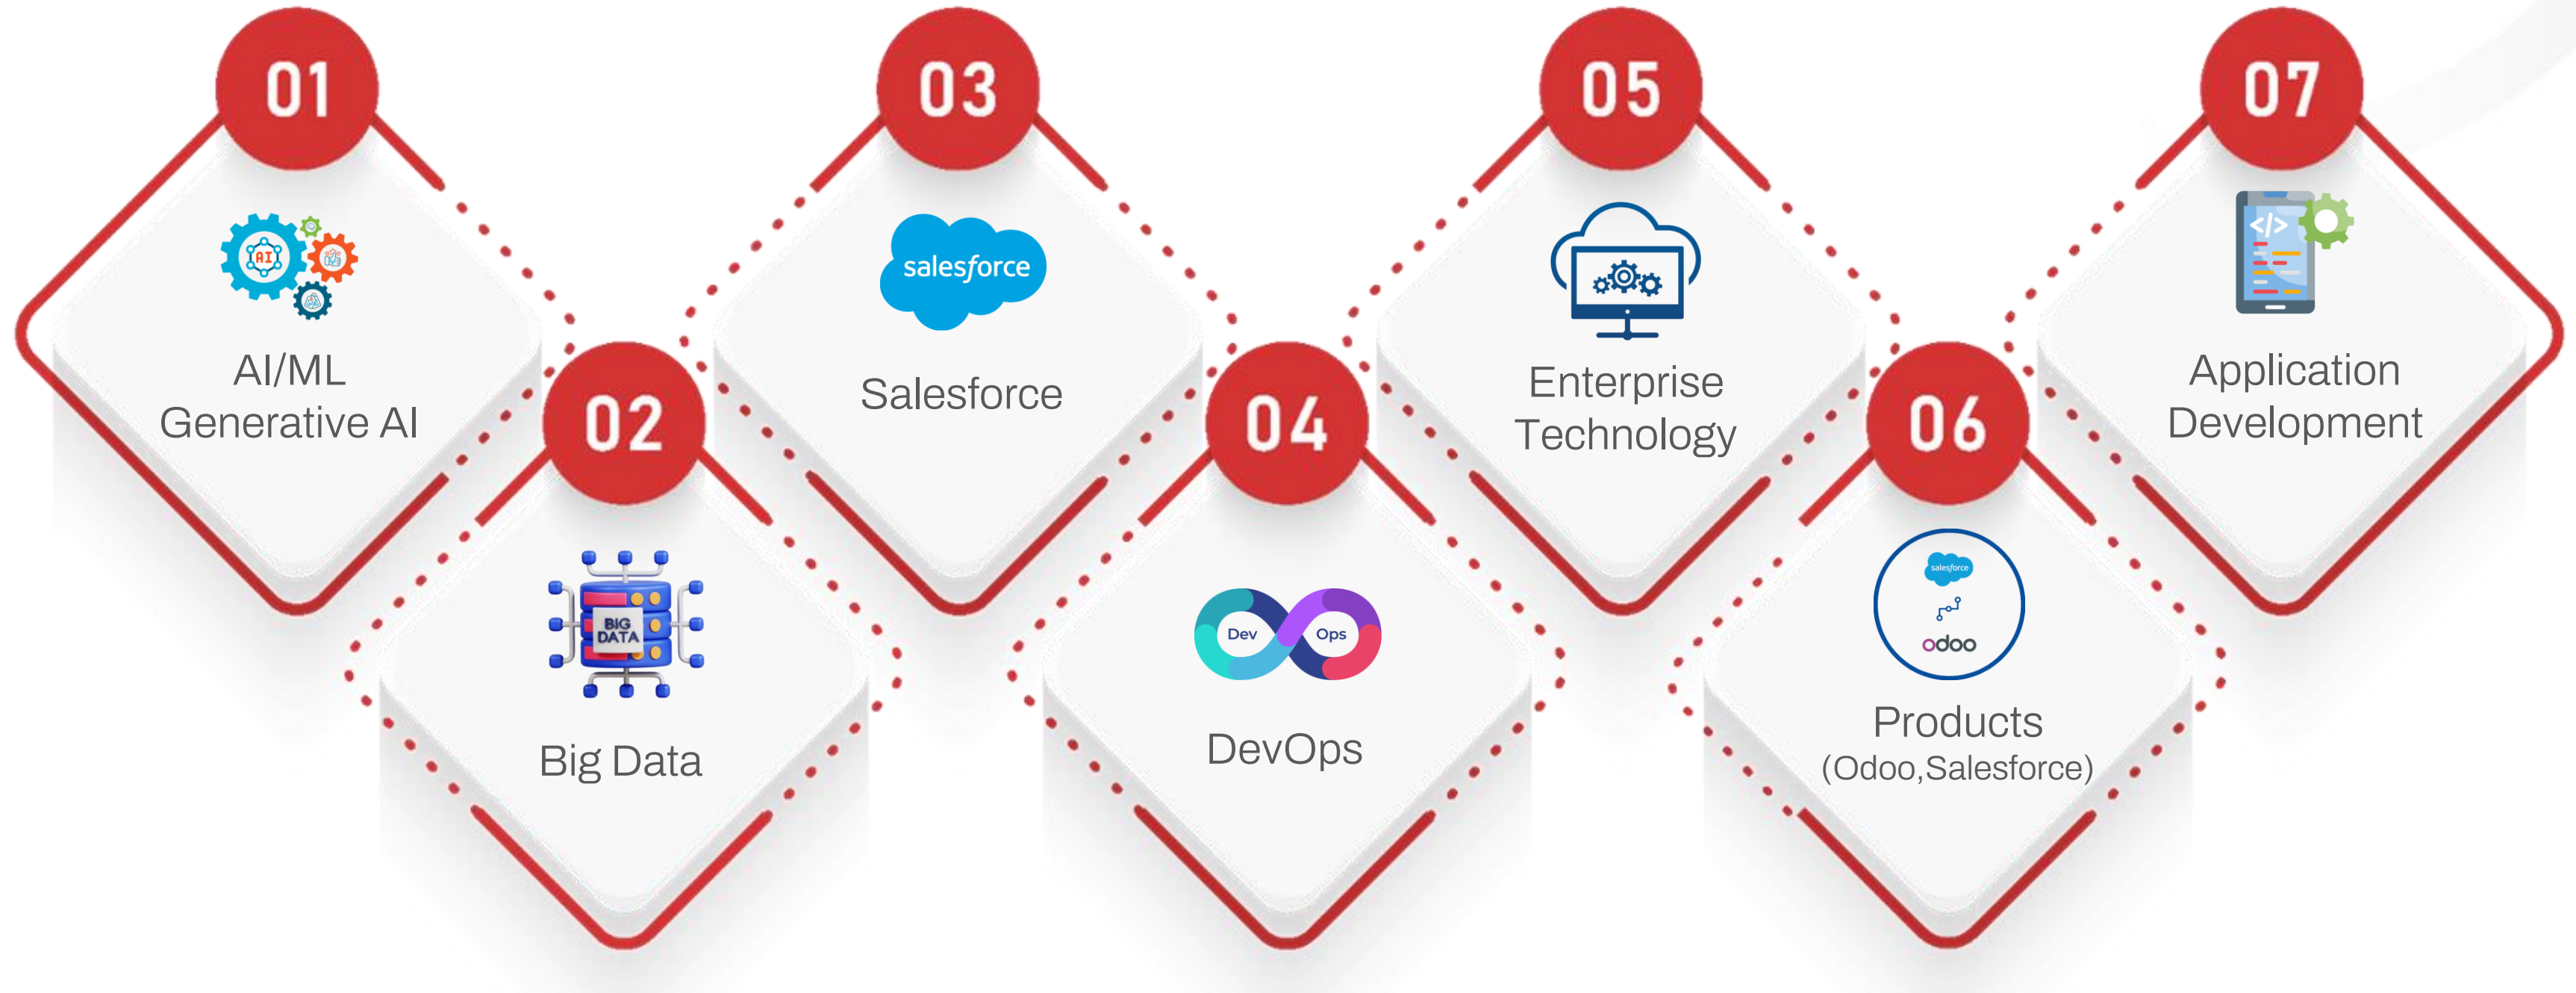 01
AI
AI/ML
Generative AI
02
BIG
DATA
Big Data
03
salesforce
Salesforce
04
Dev Ops
DevOps
05
Enterprise
Technology
06
salesforce
odoo
Products
(Odoo,Salesforce)
07
</>
Application
Development